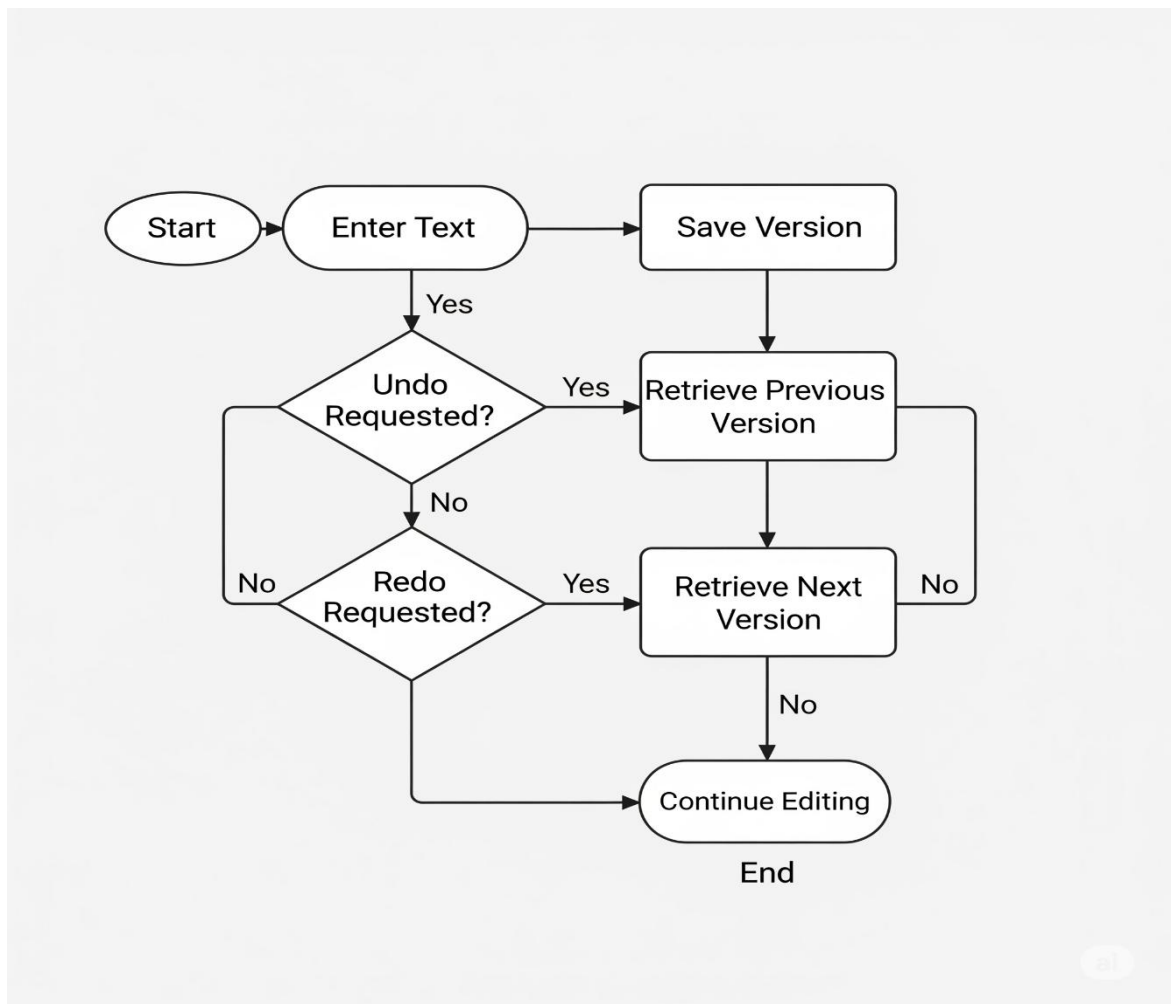 Start
Enter Text
Save Version
Yes
Undo
Requested?
Yes
Retrieve Previous
Version
No
No
Redo
Requested?
Yes
Retrieve Next
Version
No
No
Continue Editing
End
ai